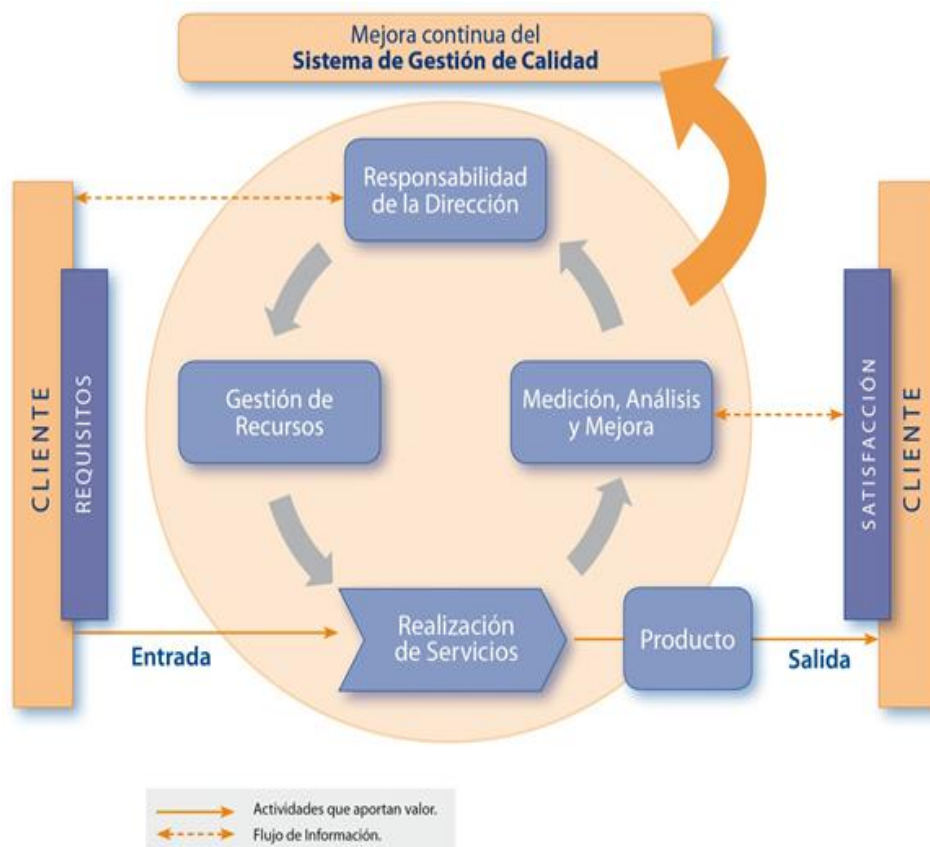 Mejora continua del
Sistema de Gestión de Calidad
Responsabilidad
de la Dirección
CLIENTE
REQUISITOS
Gestión de
Recursos
Medición, Análisis
y Mejora
SATISFACCIÓN
CLIENTE
Entrada
Realización
de Servicios
Producto
Salida
Actividades que aportan valor.
Flujo de Información.